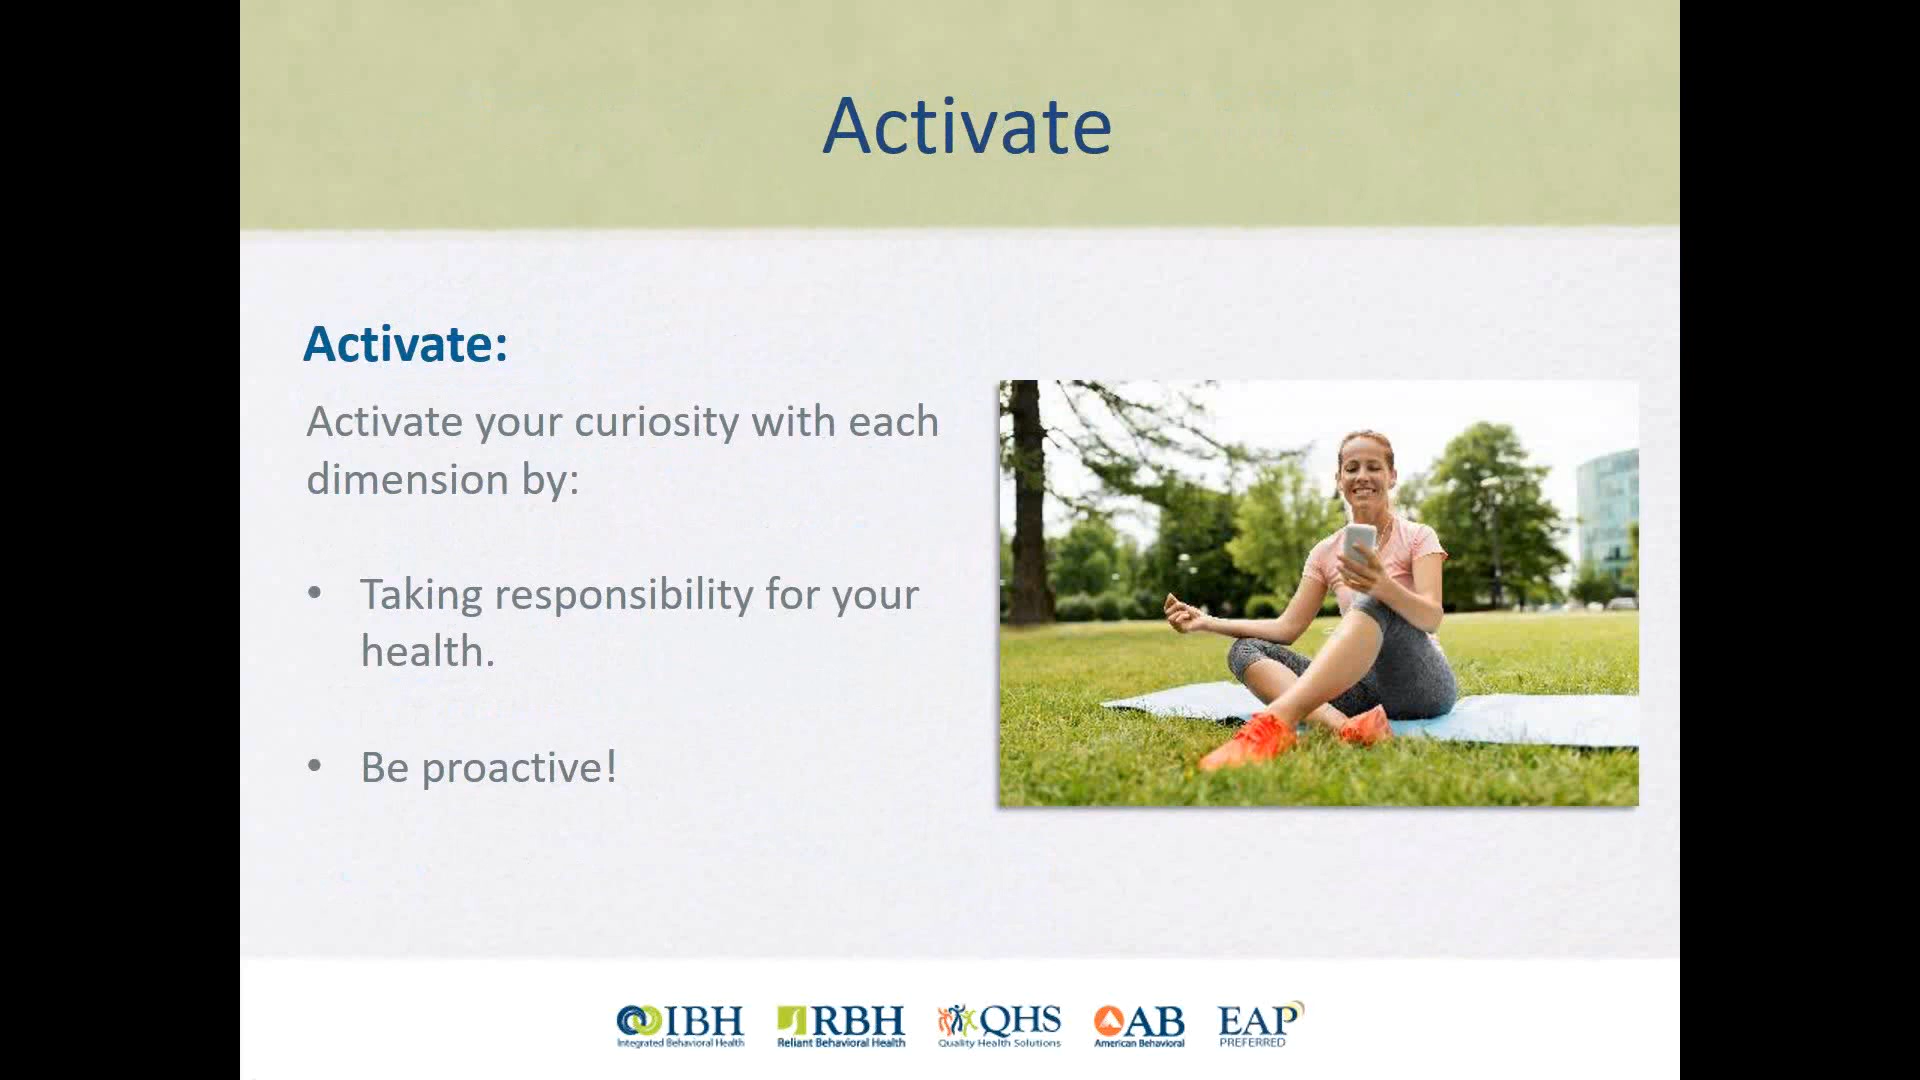 Activate
Activate:
Activate your curiosity with each
dimension by:
• Taking responsibility for your
health.
• Be proactive!
IBH
Integrated Behavioral Health
RBH
Reliant Behavioral Health
QHS
Quality Health Solutions
AB
American Behavioral
EAP
PREFERRED